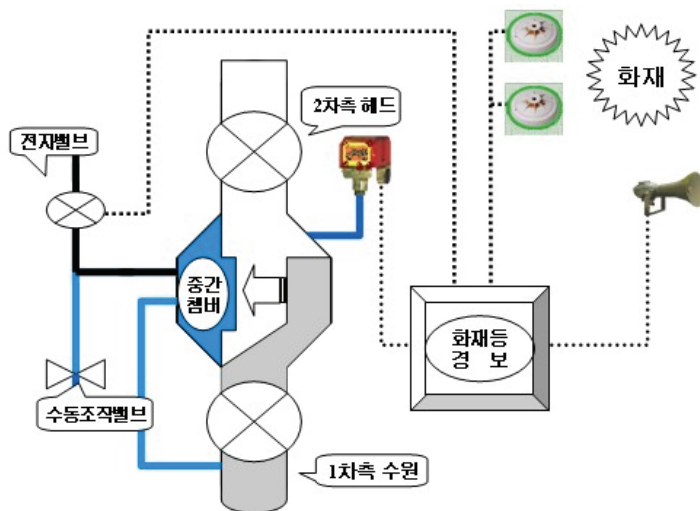 화재
2차측 헤드
전자밸브
중간
챔버
화재등
경 보
수동조작밸브
1차측 수원